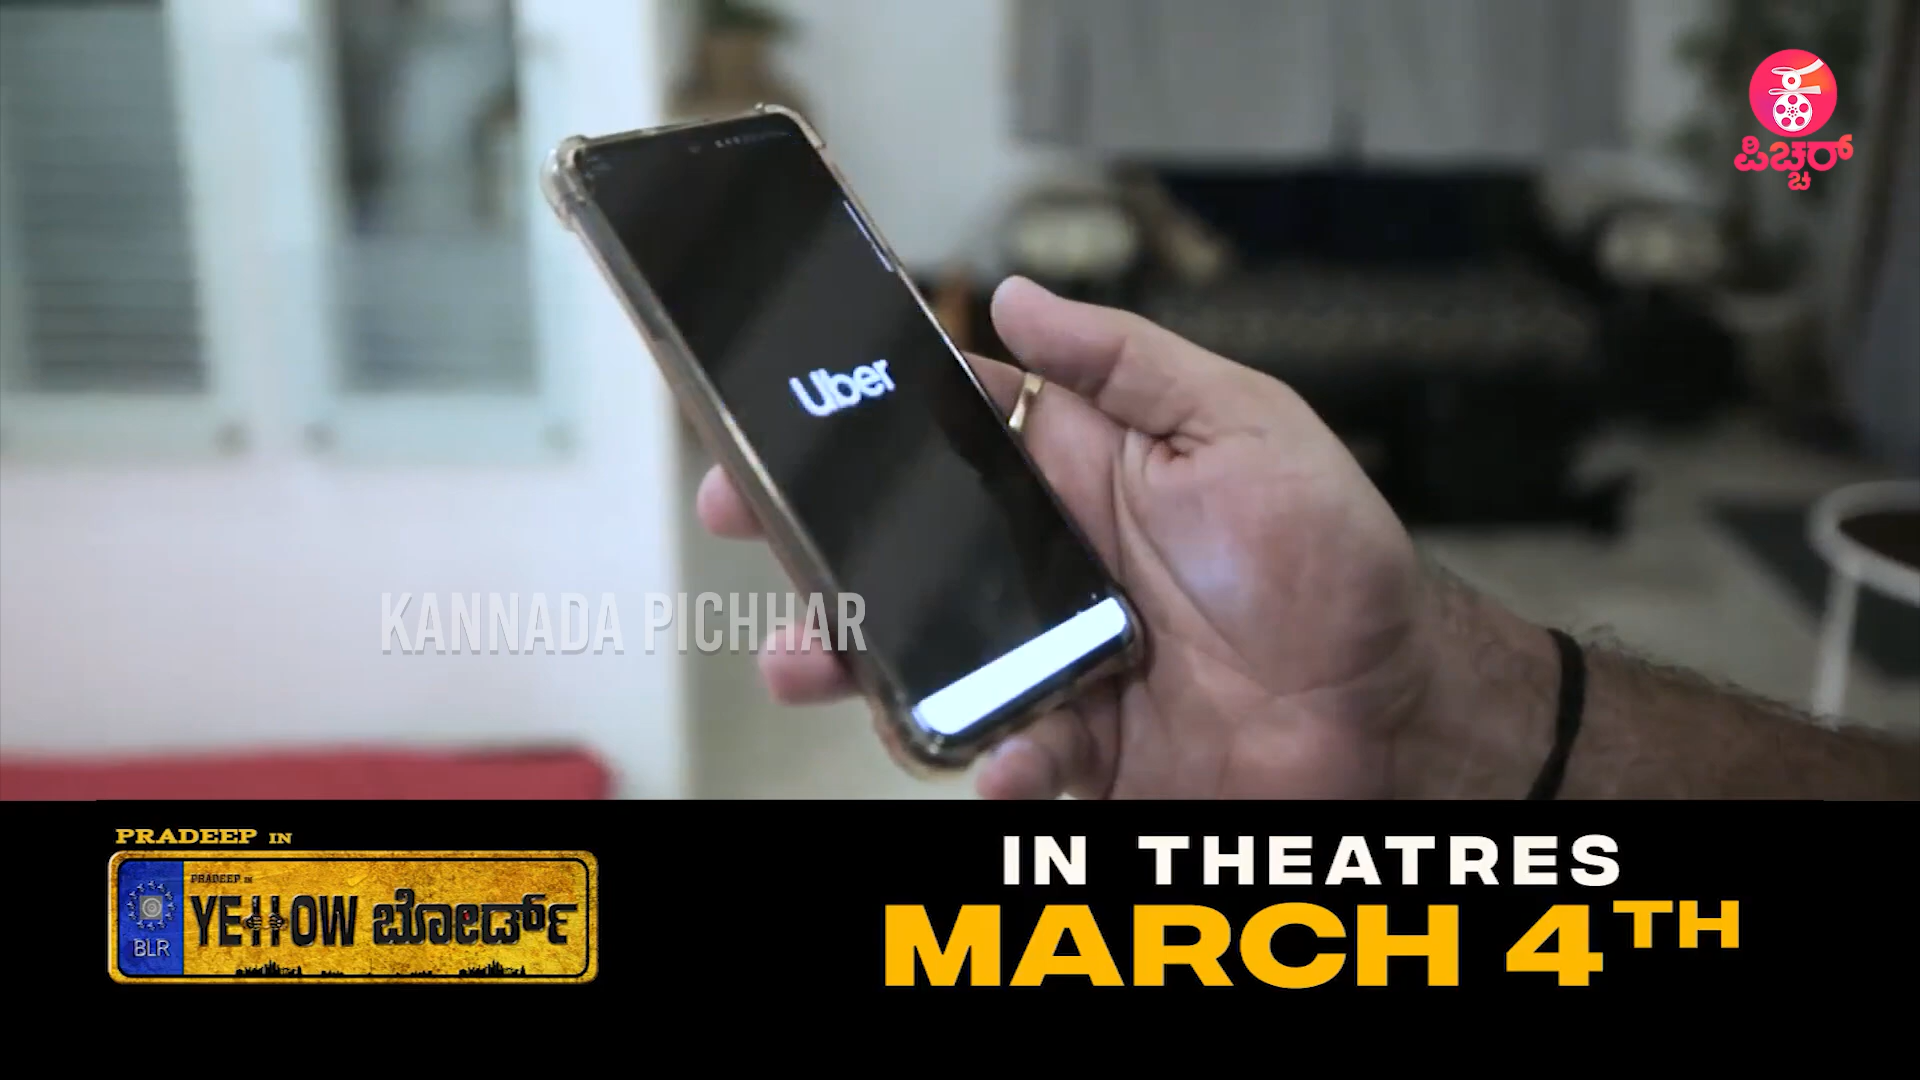 ಕ
ಪಿಚ್ಚರ್
Uber
KANNADA PICHHAR
PRADEEP IN
PRADEEP IN
YELLOW ಬೋರ್ಡ್
BLR
IN THEATRES
MARCH 4TH